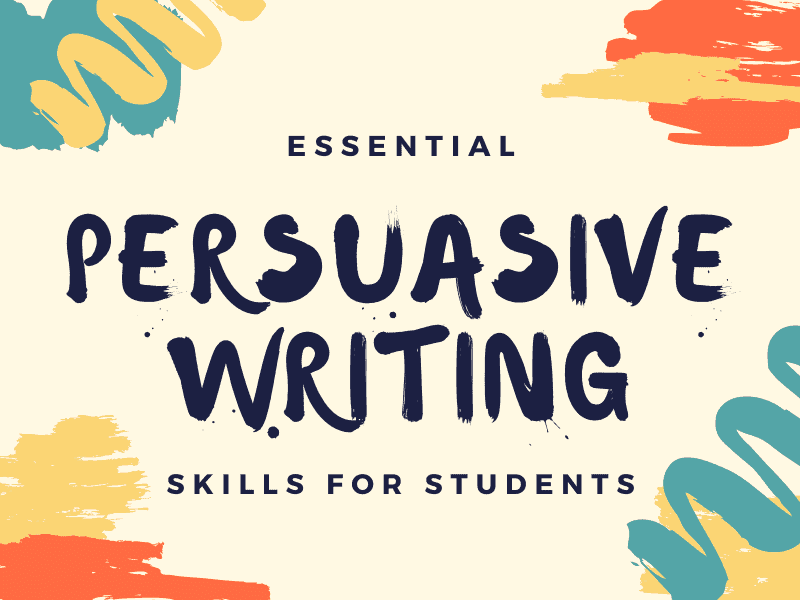 ESSENTIAL
PERSUASIVE
WRITING
SKILLS FOR STUDENTS